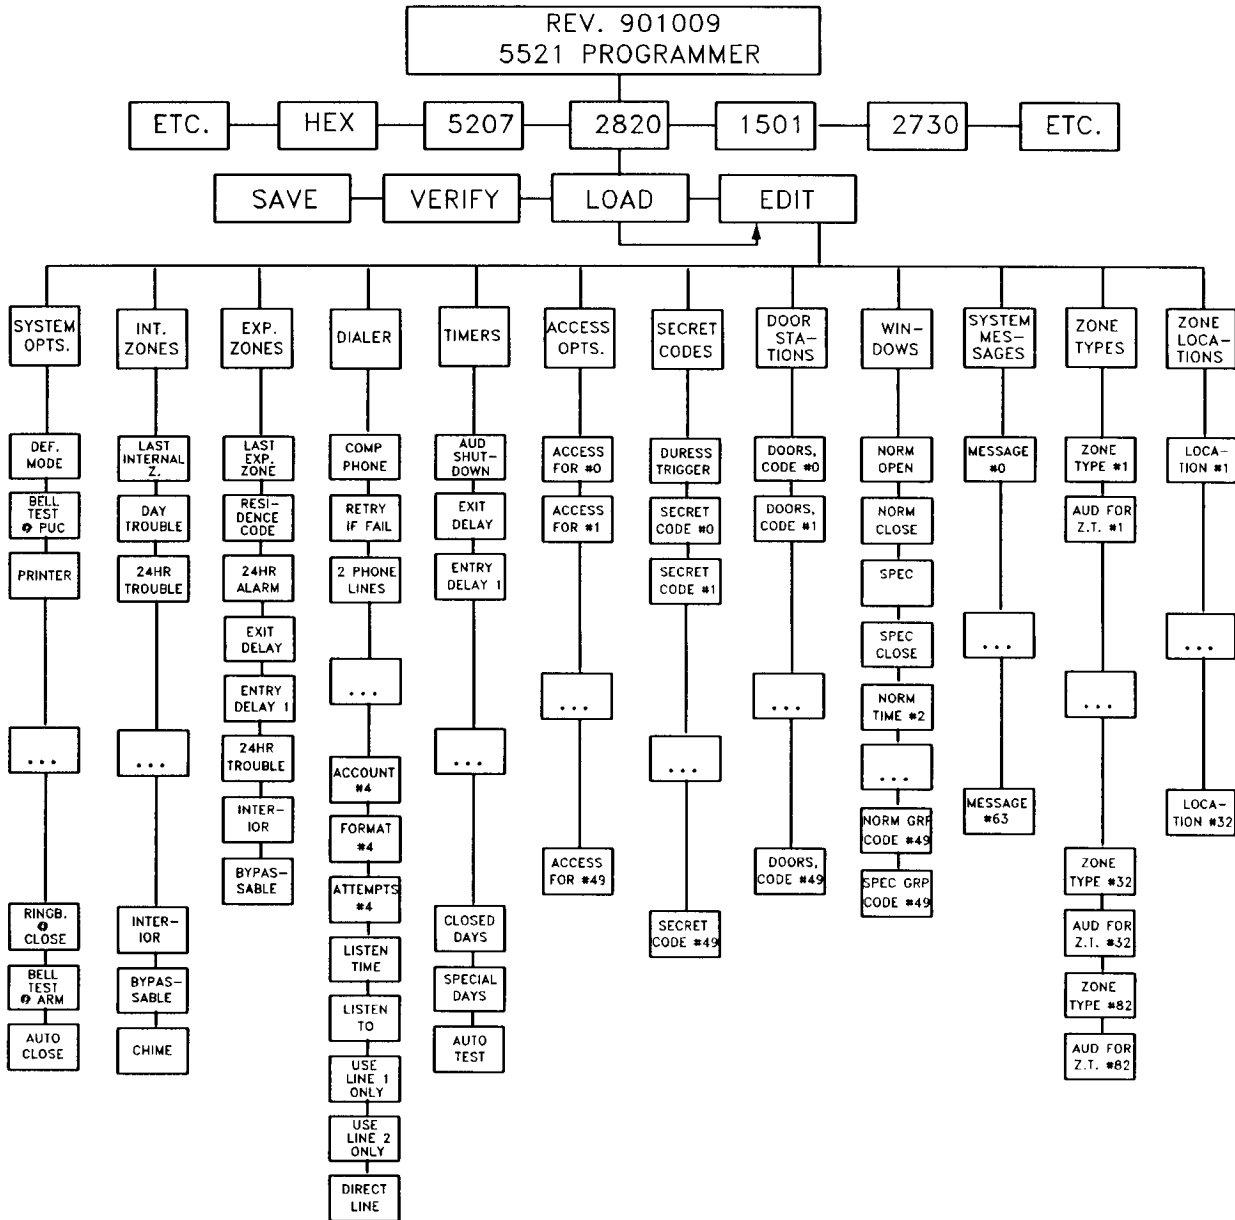 REV. 901009
5521 PROGRAMMER
ETC.
HEX
5207
2820
1501
2730
ETC.
SAVE
VERIFY
LOAD
EDIT
SYSTEM
OPTS.
INT.
ZONES
EXP.
ZONES
DIALER
TIMERS
ACCESS
OPTS.
SECRET
CODES
DOOR
STA-
TIONS
WIN-
DOWS
SYSTEM
MES-
SAGES
ZONE
TYPES
ZONE
LOCA-
TIONS
DEF.
MODE
BELL
TEST
@ PUC
PRINTER
...
RINGB.
@
CLOSE
BELL
TEST
@ ARM
AUTO
CLOSE
LAST
INTERNAL
Z.
DAY
TROUBLE
24HR
TROUBLE
...
INTER-
IOR
BYPAS-
SABLE
CHIME
LAST
EXP.
ZONE
RESI-
DENCE
CODE
24HR
ALARM
EXIT
DELAY
ENTRY
DELAY 1
24HR
TROUBLE
INTER-
IOR
BYPAS-
SABLE
COMP
PHONE
RETRY
IF FAIL
2 PHONE
LINES
...
ACCOUNT
#4
FORMAT
#4
ATTEMPTS
#4
LISTEN
TIME
LISTEN
TO
USE
LINE 1
ONLY
USE
LINE 2
ONLY
DIRECT
LINE
AUD
SHUT-
DOWN
EXIT
DELAY
ENTRY
DELAY 1
...
CLOSED
DAYS
SPECIAL
DAYS
AUTO
TEST
ACCESS
FOR #0
ACCESS
FOR #1
...
ACCESS
FOR #49
DURESS
TRIGGER
SECRET
CODE #0
SECRET
CODE #1
...
SECRET
CODE #49
DOORS,
CODE #0
DOORS,
CODE #1
...
DOORS,
CODE #49
NORM
OPEN
NORM
CLOSE
SPEC
SPEC
CLOSE
NORM
TIME #2
...
NORM GRP
CODE #49
SPEC GRP
CODE #49
MESSAGE
#0
...
MESSAGE
#63
ZONE
TYPE #1
AUD FOR
Z.T. #1
...
ZONE
TYPE #32
AUD FOR
Z.T. #32
ZONE
TYPE #82
AUD FOR
Z.T. #82
LOCA-
TION #1
...
LOCA-
TION #32